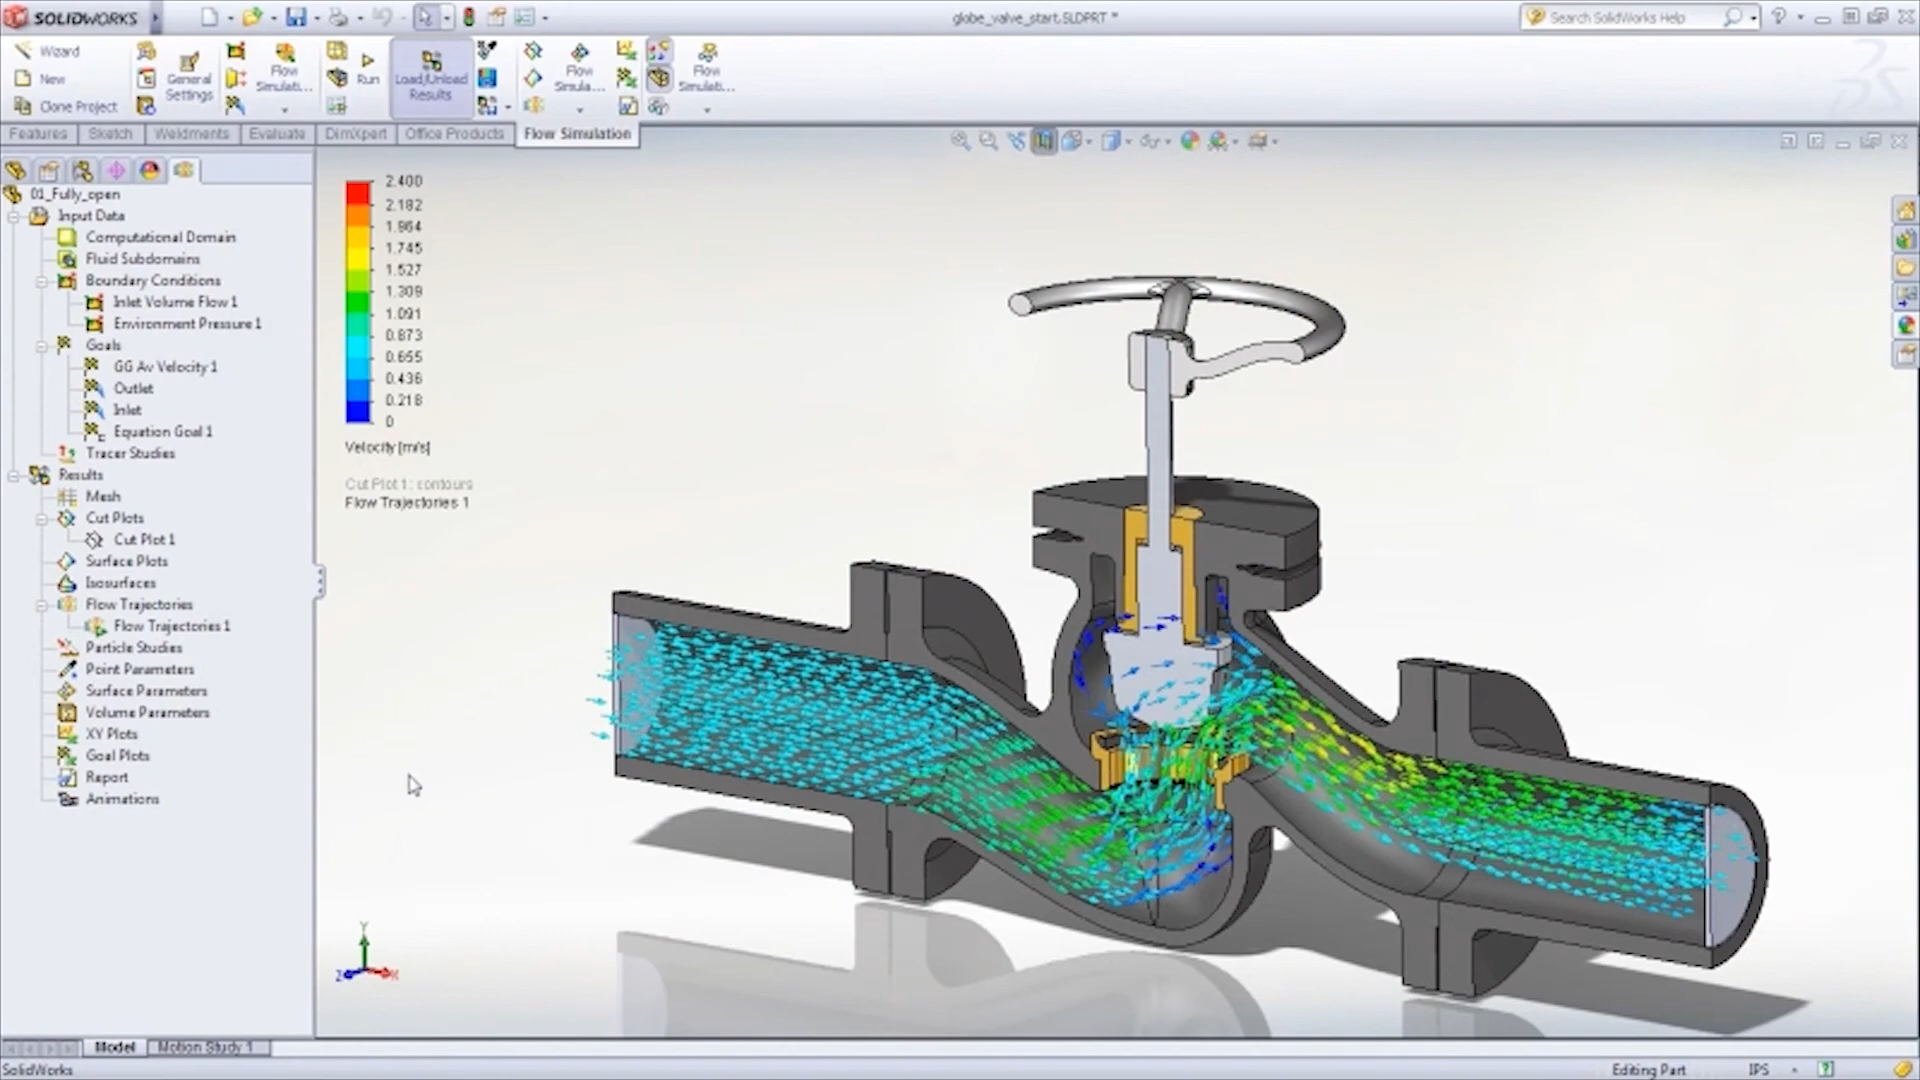 SOLIDWORKS
globe_valve_start.SLDPRT *
Search SolidWorks Help
Wizard
New
Clone Project
General Settings
Flow Simulati...
Run
Load/Unload Results
Flow Simula...
Flow Simulati...
Features
Sketch
Weldments
Evaluate
DimXpert
Office Products
Flow Simulation
01_Fully_open
Input Data
Computational Domain
Fluid Subdomains
Boundary Conditions
Inlet Volume Flow 1
Environment Pressure 1
Goals
GG Av Velocity 1
Outlet
Inlet
Equation Goal 1
Tracer Studies
Results
Mesh
Cut Plots
Cut Plot 1
Surface Plots
Isosurfaces
Flow Trajectories
Flow Trajectories 1
Particle Studies
Point Parameters
Surface Parameters
Volume Parameters
XY Plots
Goal Plots
Report
Animations
2.400
2.182
1.964
1.745
1.527
1.309
1.091
0.873
0.655
0.436
0.218
0
Velocity [m/s]
Cut Plot 1: contours
Flow Trajectories 1
Y
Z
X
Model
Motion Study 1
SolidWorks
Editing Part
IPS